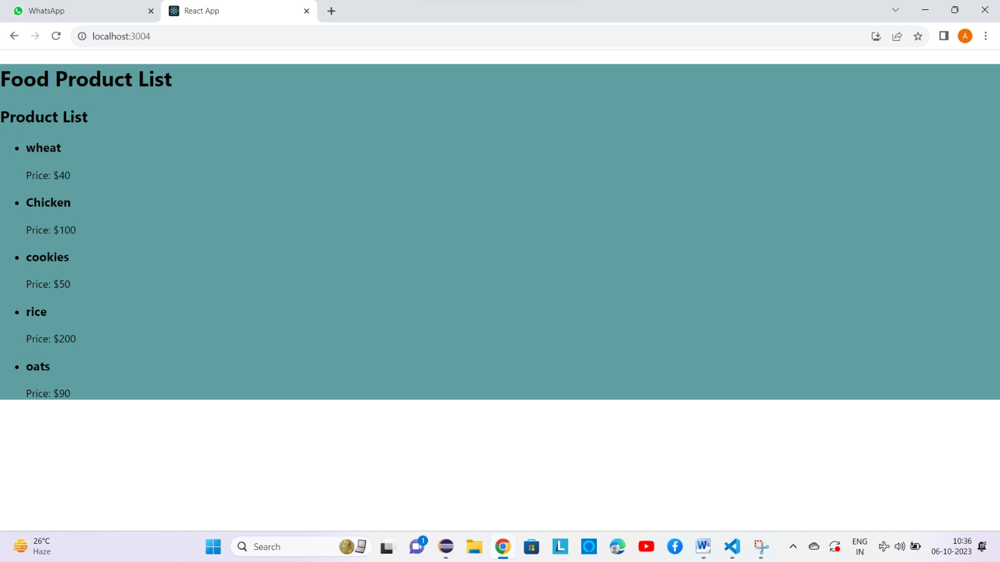 WhatsApp
React App
localhost:3004
A
Food Product List
Product List
wheat
Price: $40
Chicken
Price: $100
cookies
Price: $50
rice
Price: $200
oats
Price: $90
26°C
Haze
Search
1
L
W
ENG
IN
10:36
06-10-2023